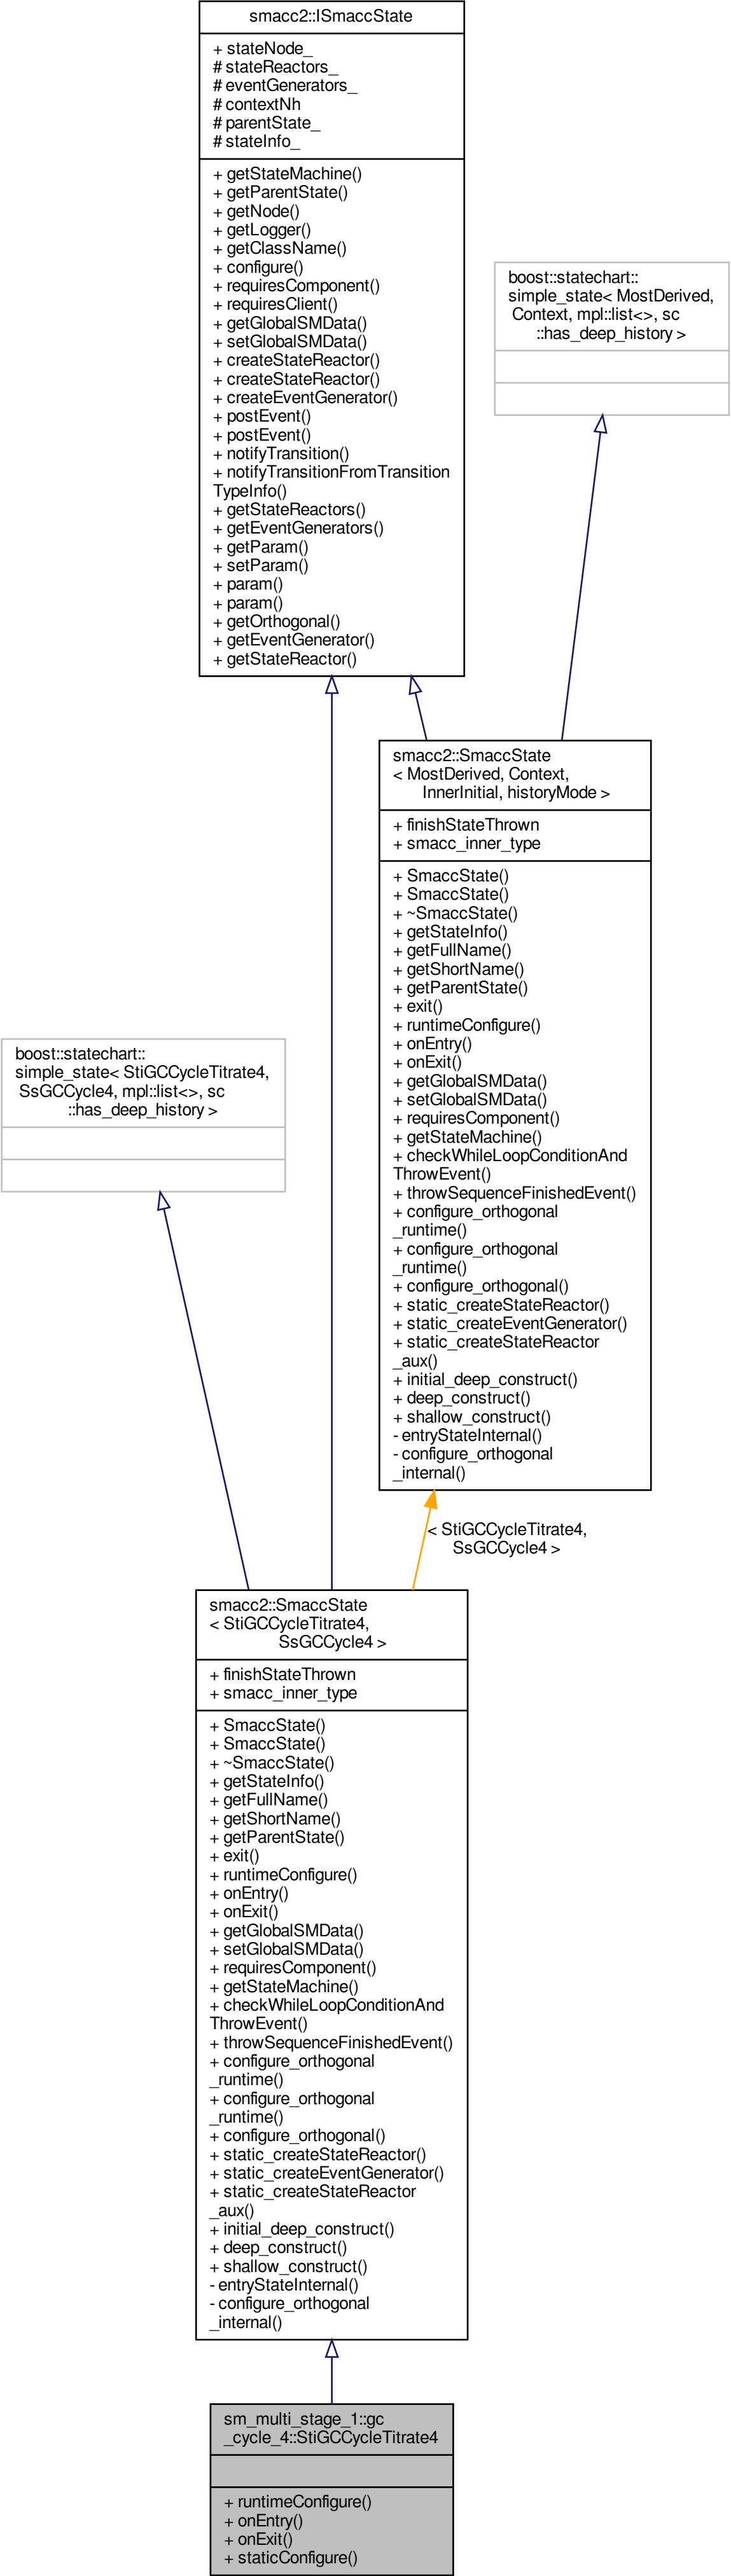 smacc2::ISmaccState
+ stateNode_
# stateReactors_
# eventGenerators_
# contextNh
# parentState_
# stateInfo_
+ getStateMachine()
+ getParentState()
+ getNode()
+ getLogger()
+ getClassName()
+ configure()
+ requiresComponent()
+ requiresClient()
+ getGlobalSMData()
+ setGlobalSMData()
+ createStateReactor()
+ createStateReactor()
+ createEventGenerator()
+ postEvent()
+ postEvent()
+ notifyTransition()
+ notifyTransitionFromTransition
TypeInfo()
+ getStateReactors()
+ getEventGenerators()
+ getParam()
+ setParam()
+ param()
+ param()
+ getOrthogonal()
+ getEventGenerator()
+ getStateReactor()
boost::statechart::
simple_state< MostDerived,
Context, mpl::list<>, sc
::has_deep_history >
smacc2::SmaccState
< MostDerived, Context,
InnerInitial, historyMode >
+ finishStateThrown
+ smacc_inner_type
+ SmaccState()
+ SmaccState()
+ ~SmaccState()
+ getStateInfo()
+ getFullName()
+ getShortName()
+ getParentState()
+ exit()
+ runtimeConfigure()
+ onEntry()
+ onExit()
+ getGlobalSMData()
+ setGlobalSMData()
+ requiresComponent()
+ getStateMachine()
+ checkWhileLoopConditionAnd
ThrowEvent()
+ throwSequenceFinishedEvent()
+ configure_orthogonal
_runtime()
+ configure_orthogonal
_runtime()
+ configure_orthogonal()
+ static_createStateReactor()
+ static_createEventGenerator()
+ static_createStateReactor
_aux()
+ initial_deep_construct()
+ deep_construct()
+ shallow_construct()
- entryStateInternal()
- configure_orthogonal
_internal()
boost::statechart::
simple_state< StiGCCycleTitrate4,
SsGCCycle4, mpl::list<>, sc
::has_deep_history >
< StiGCCycleTitrate4,
SsGCCycle4 >
smacc2::SmaccState
< StiGCCycleTitrate4,
SsGCCycle4 >
+ finishStateThrown
+ smacc_inner_type
+ SmaccState()
+ SmaccState()
+ ~SmaccState()
+ getStateInfo()
+ getFullName()
+ getShortName()
+ getParentState()
+ exit()
+ runtimeConfigure()
+ onEntry()
+ onExit()
+ getGlobalSMData()
+ setGlobalSMData()
+ requiresComponent()
+ getStateMachine()
+ checkWhileLoopConditionAnd
ThrowEvent()
+ throwSequenceFinishedEvent()
+ configure_orthogonal
_runtime()
+ configure_orthogonal
_runtime()
+ configure_orthogonal()
+ static_createStateReactor()
+ static_createEventGenerator()
+ static_createStateReactor
_aux()
+ initial_deep_construct()
+ deep_construct()
+ shallow_construct()
- entryStateInternal()
- configure_orthogonal
_internal()
sm_multi_stage_1::gc
_cycle_4::StiGCCycleTitrate4
+ runtimeConfigure()
+ onEntry()
+ onExit()
+ staticConfigure()